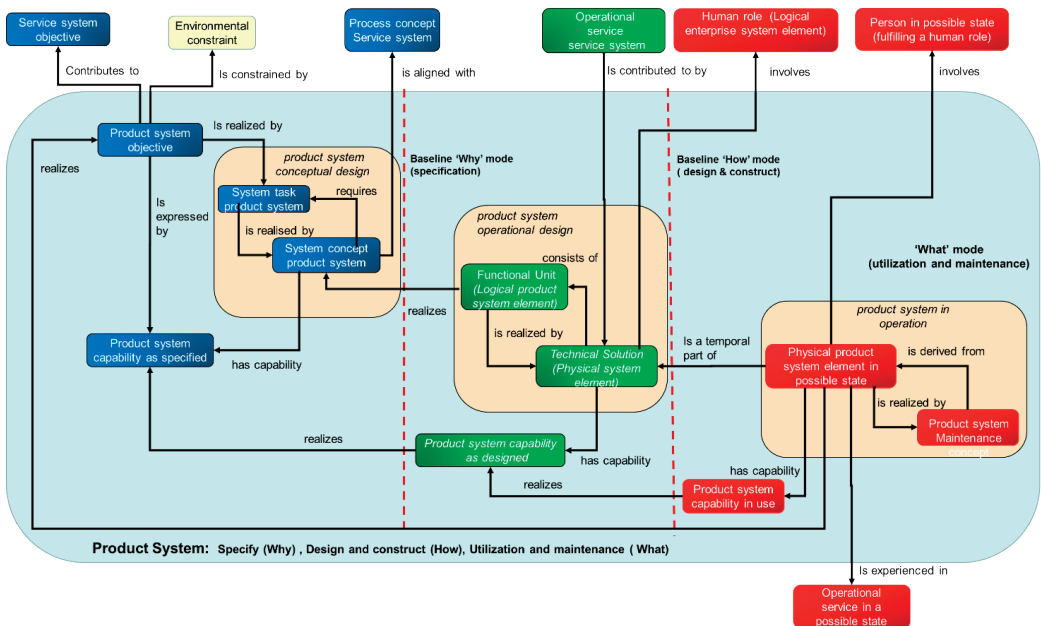 Service system
objective
Environmental
constraint
Process concept
Service system
Operational
service
service system
Human role (Logical
enterprise system element)
Person in possible state
(fulfilling a human role)
Contributes to
Is constrained by
is aligned with
Is contributed to by
involves
involves
Product system
objective
Is realized by
realizes
product system
conceptual design
Baseline 'Why' mode
(specification)
Baseline 'How' mode
( design & construct)
System task
product system
requires
Is
expressed
by
is realised by
System concept
product system
product system
operational design
'What' mode
(utilization and maintenance)
consists of
Functional Unit
(Logical product
system element)
realizes
product system in
operation
is realized by
Product system
capability as specified
has capability
Technical Solution
(Physical system
element)
Is a temporal
part of
Physical product
system element in
possible state
is derived from
is realized by
Product system
Maintenance
concept
realizes
Product system capability
as designed
has capability
has capability
realizes
Product system
capability in use
Product System: Specify (Why) , Design and construct (How), Utilization and maintenance ( What)
Is experienced in
Operational
service in a
possible state